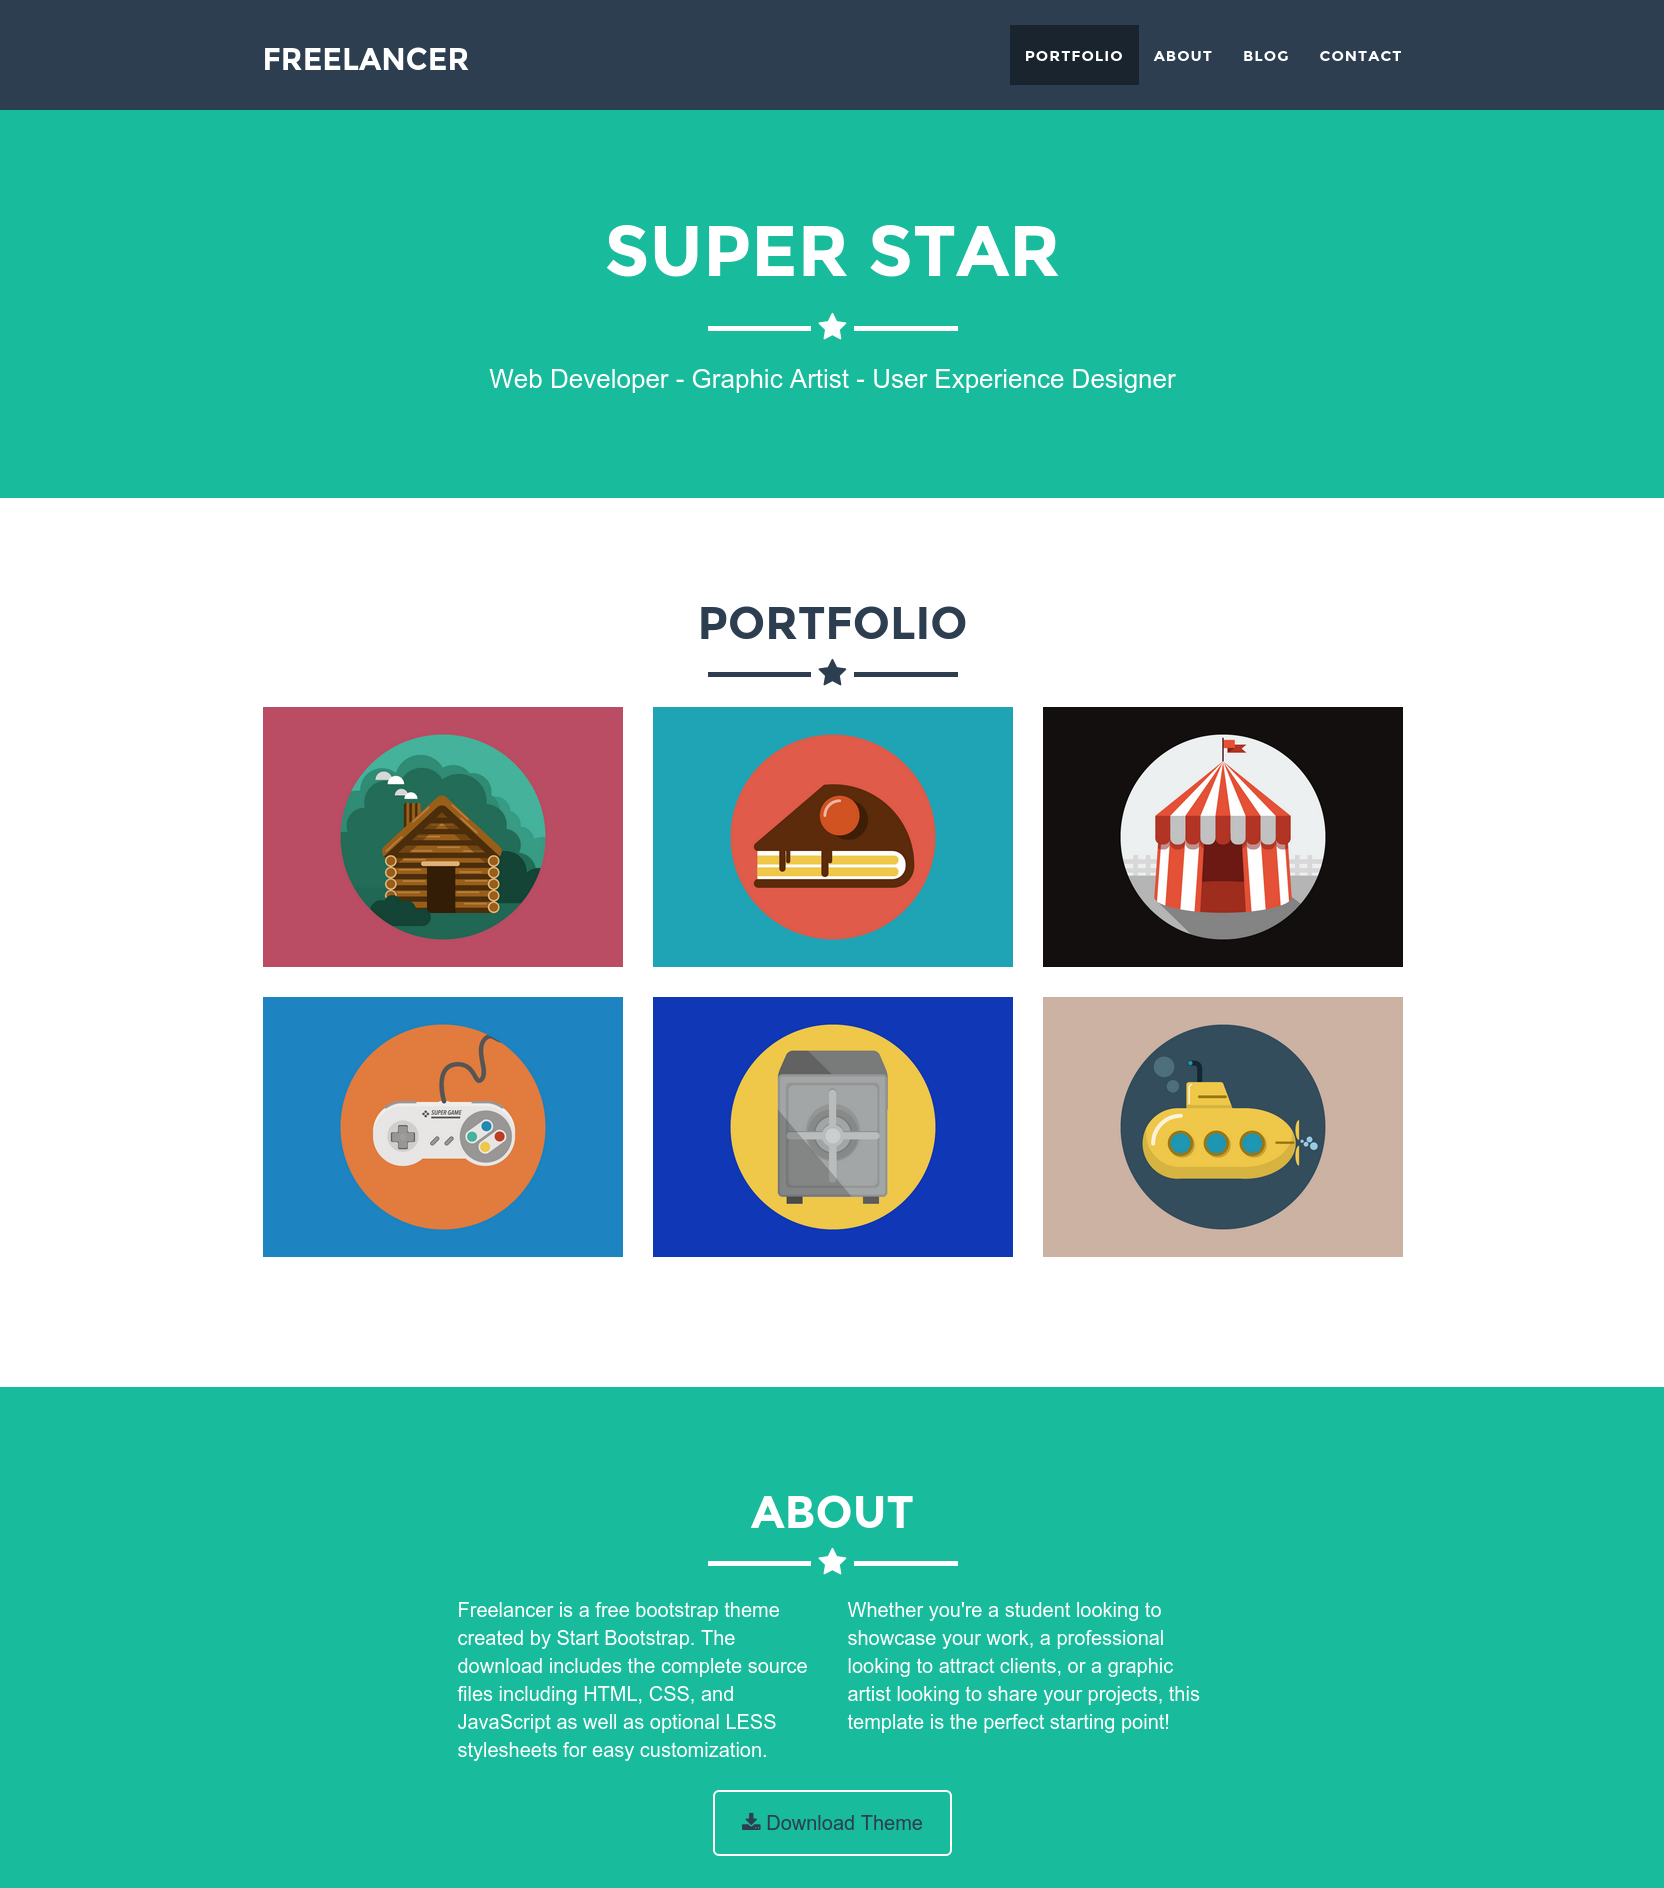 FREELANCER
PORTFOLIO ABOUT BLOG CONTACT
SUPER STAR
Web Developer - Graphic Artist - User Experience Designer
PORTFOLIO
SUPER GAME
ABOUT
Freelancer is a free bootstrap theme
created by Start Bootstrap. The
download includes the complete source
files including HTML, CSS, and
JavaScript as well as optional LESS
stylesheets for easy customization.
Whether you're a student looking to
showcase your work, a professional
looking to attract clients, or a graphic
artist looking to share your projects, this
template is the perfect starting point!
Download Theme